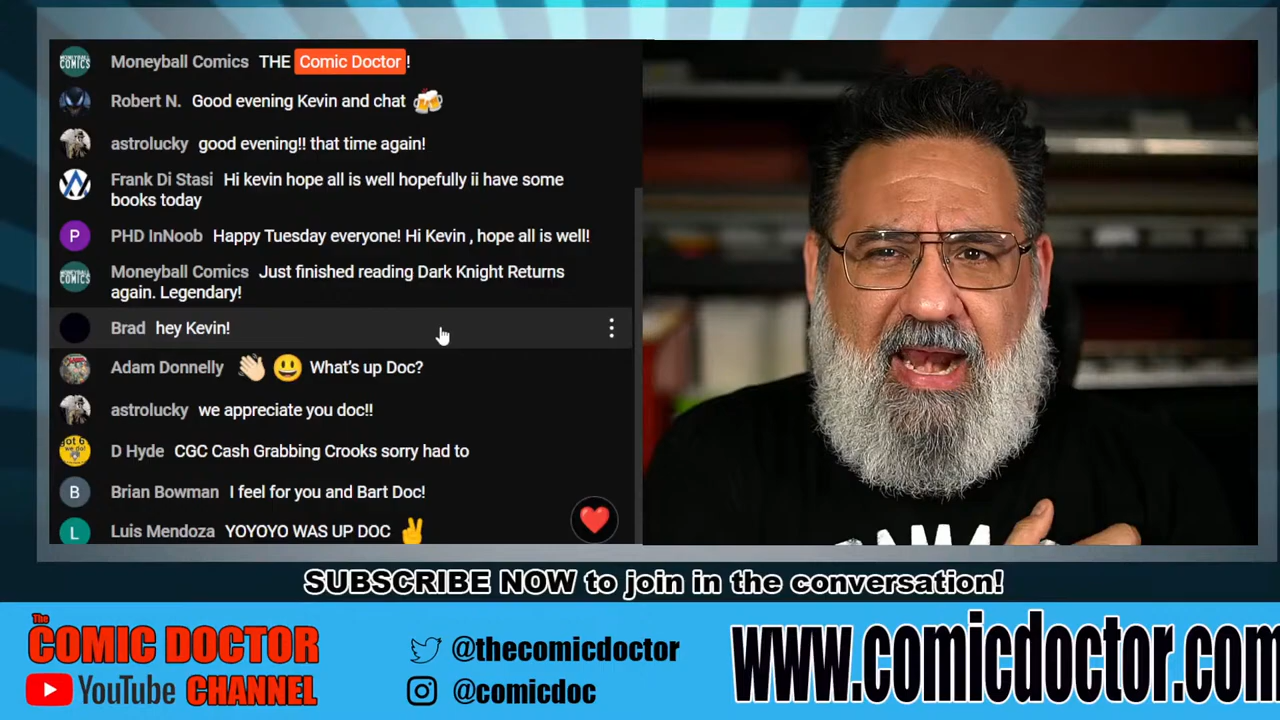 Moneyball Comics THE Comic Doctor!
Robert N. Good evening Kevin and chat
astrolucky good evening!! that time again!
Frank Di Stasi Hi kevin hope all is well hopefully ii have some
books today
P PHD InNoob Happy Tuesday everyone! Hi Kevin , hope all is well!
Moneyball Comics Just finished reading Dark Knight Returns
again. Legendary!
Brad hey Kevin!
Adam Donnelly What's up Doc?
astrolucky we appreciate you doc!!
D Hyde CGC Cash Grabbing Crooks sorry had to
B Brian Bowman I feel for you and Bart Doc!
L Luis Mendoza YOYOYO WAS UP DOC
SUBSCRIBE NOW to join in the conversation!
The
COMIC DOCTOR
YouTube CHANNEL
@thecomicdoctor
@comicdoc
www.comicdoctor.com